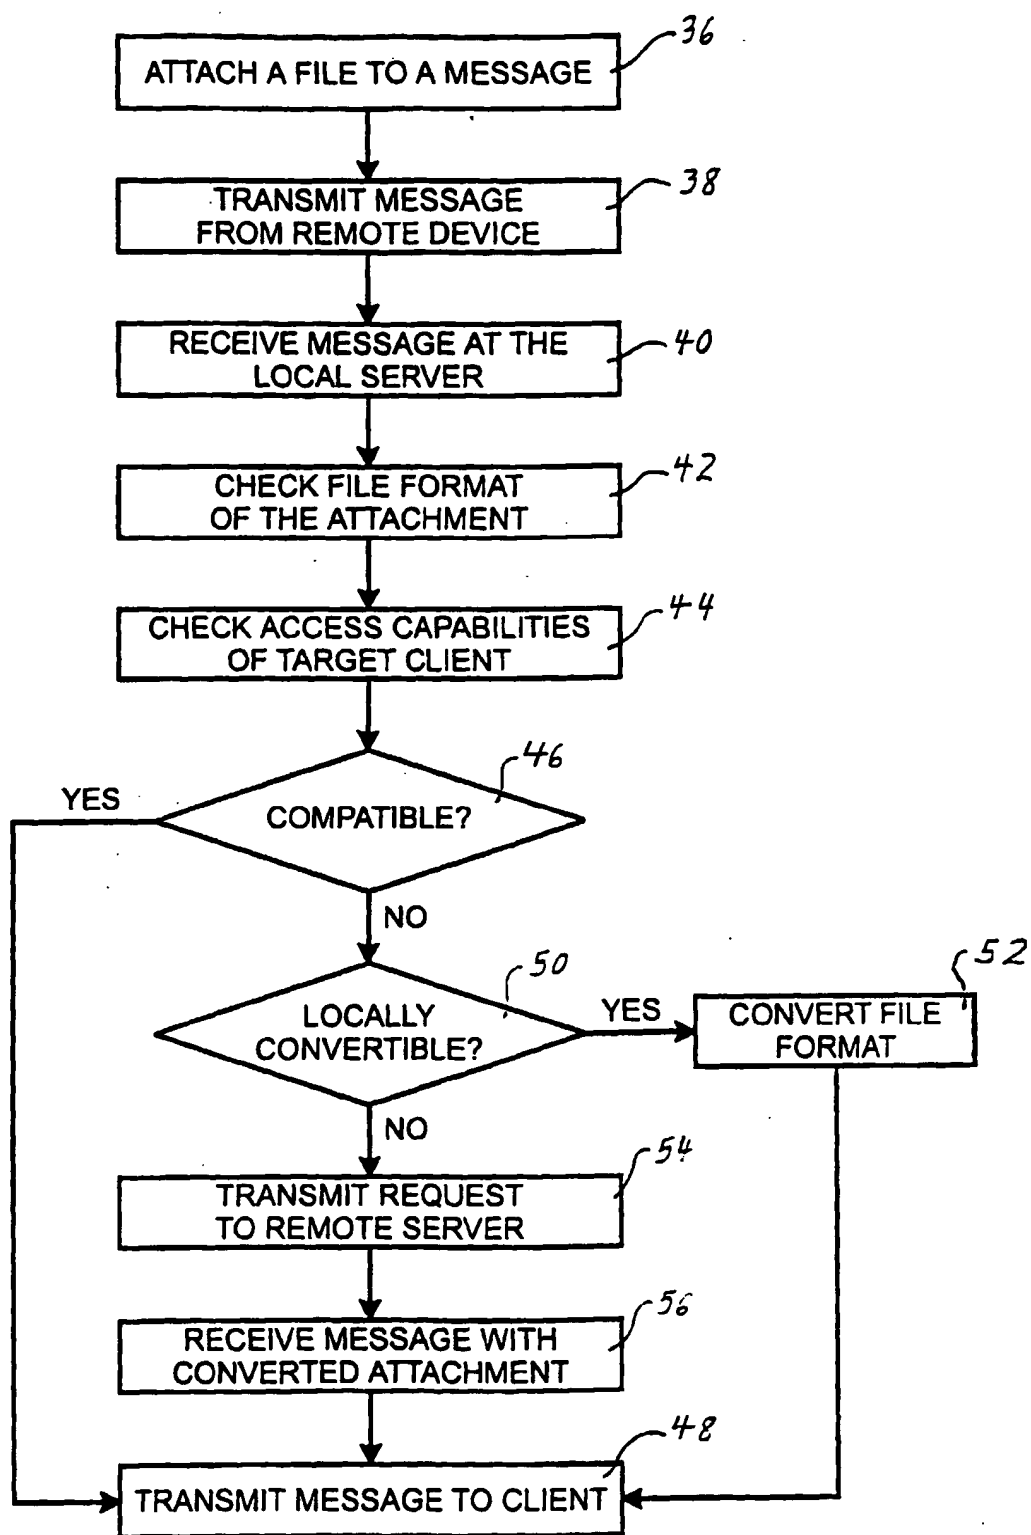 36
ATTACH A FILE TO A MESSAGE
38
TRANSMIT MESSAGE
FROM REMOTE DEVICE
40
RECEIVE MESSAGE AT THE
LOCAL SERVER
42
CHECK FILE FORMAT
OF THE ATTACHMENT
44
CHECK ACCESS CAPABILITIES
OF TARGET CLIENT
46
YES
COMPATIBLE?
NO
50
52
LOCALLY
CONVERTIBLE?
YES
CONVERT FILE
FORMAT
NO
54
TRANSMIT REQUEST
TO REMOTE SERVER
56
RECEIVE MESSAGE WITH
CONVERTED ATTACHMENT
48
TRANSMIT MESSAGE TO CLIENT